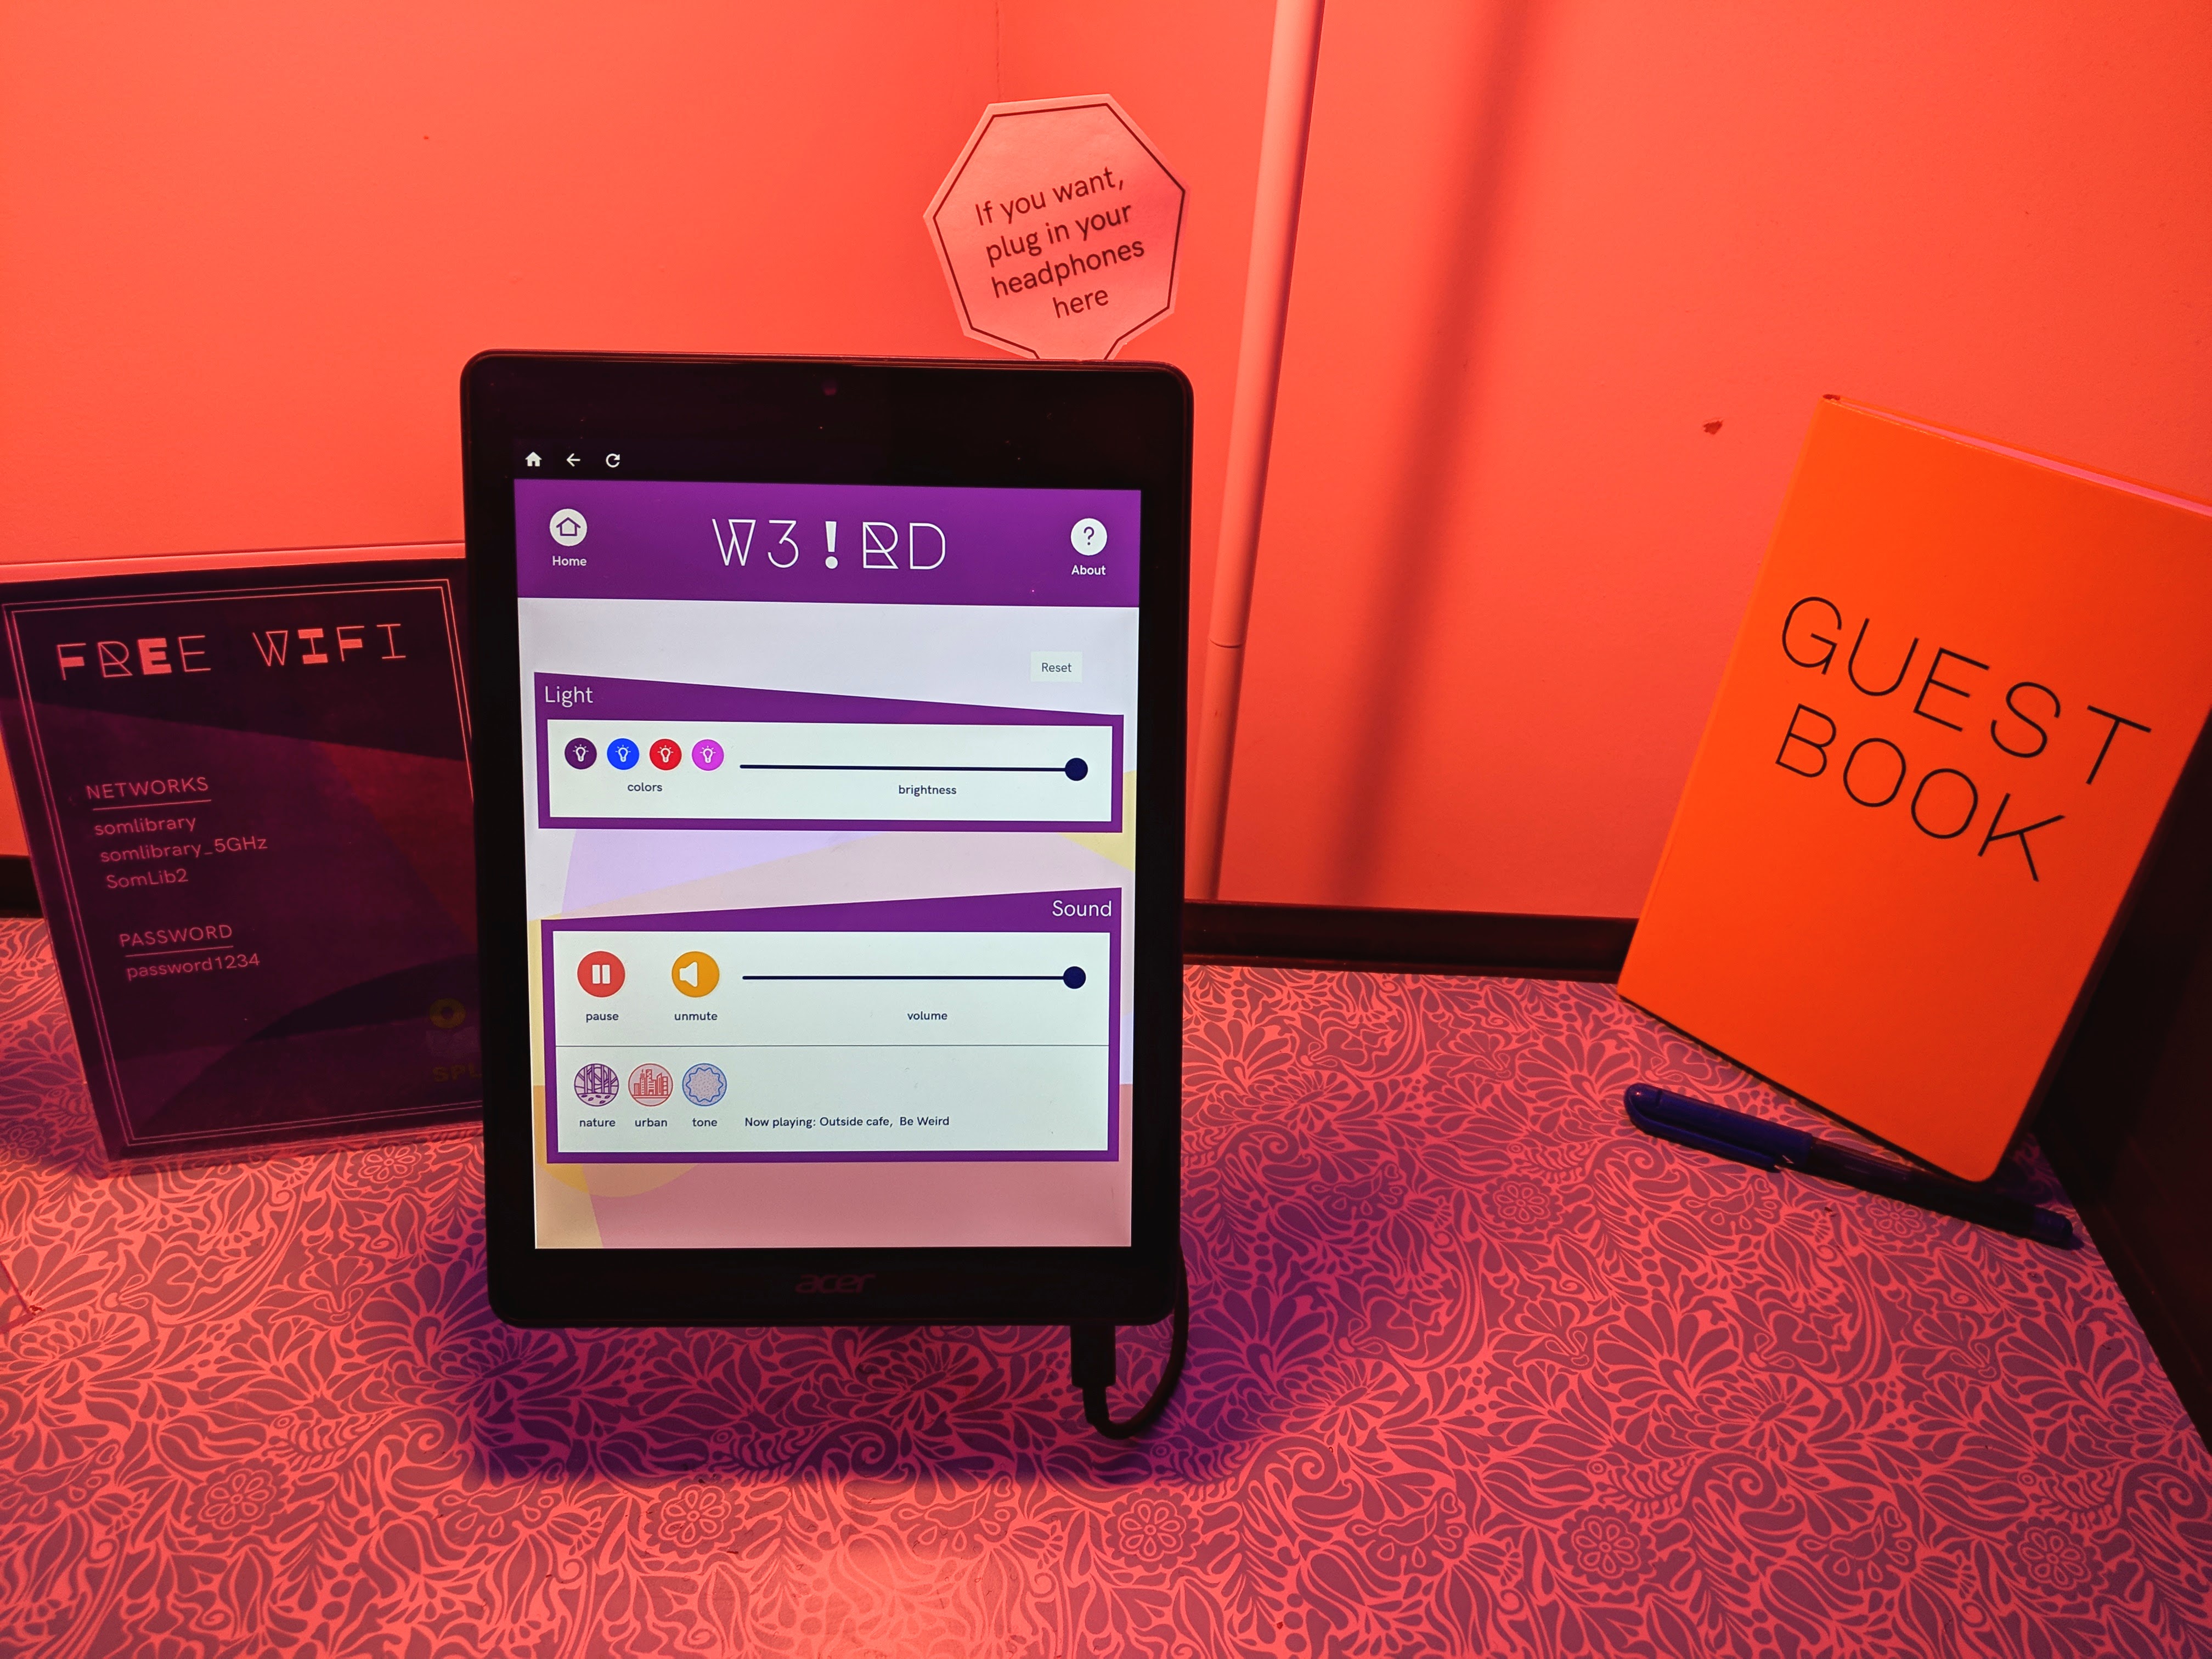 If you want,
plug in your
headphones
here
FREE WIFI
NETWORKS
somlibrary
somlibrary_5GHz
SomLib2
PASSWORD
password1234
SPL
W3!RD
Home
About
Reset
Light
colors
brightness
Sound
pause
unmute
volume
nature
urban
tone
Now playing: Outside cafe, Be Weird
acer
GUEST
BOOK